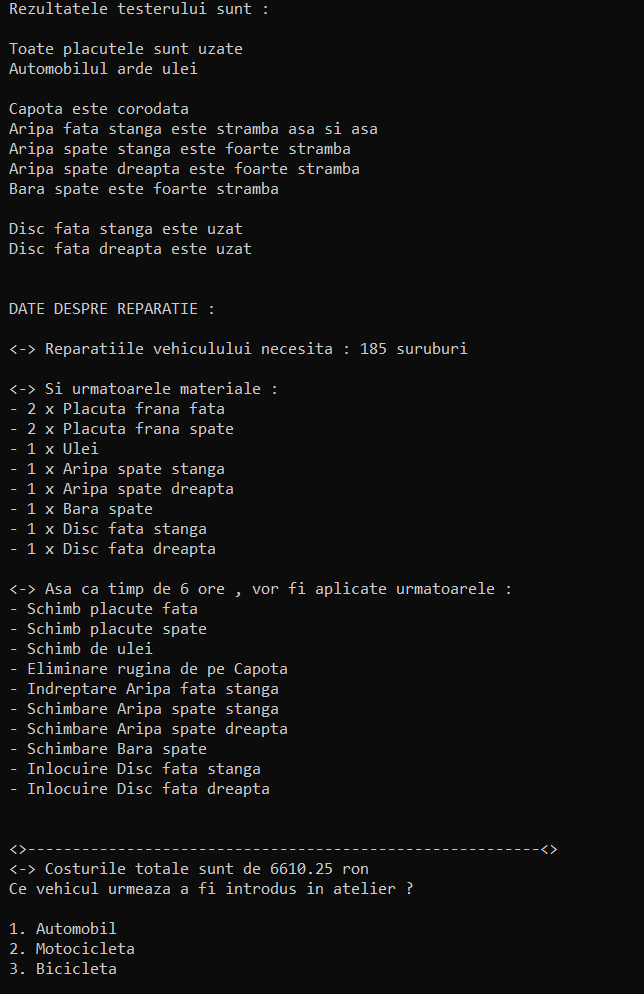 Rezultatele testerului sunt :
Toate placutele sunt uzate
Automobilul arde ulei
Capota este corodata
Aripa fata stanga este stramba asa si asa
Aripa spate stanga este foarte stramba
Aripa spate dreapta este foarte stramba
Bara spate este foarte stramba
Disc fata stanga este uzat
Disc fata dreapta este uzat
DATE DESPRE REPARATIE :
<-> Reparatiile vehiculului necesita : 185 suruburi
<-> Si urmatoarele materiale :
- 2 x Placuta frana fata
- 2 x Placuta frana spate
- 1 x Ulei
- 1 x Aripa spate stanga
- 1 x Aripa spate dreapta
- 1 x Bara spate
- 1 x Disc fata stanga
- 1 x Disc fata dreapta
<-> Asa ca timp de 6 ore , vor fi aplicate urmatoarele :
- Schimb placute fata
- Schimb placute spate
- Schimb de ulei
- Eliminare rugina de pe Capota
- Indreptare Aripa fata stanga
- Schimbare Aripa spate stanga
- Schimbare Aripa spate dreapta
- Schimbare Bara spate
- Inlocuire Disc fata stanga
- Inlocuire Disc fata dreapta
<>---------------------------------------------------------<>
<-> Costurile totale sunt de 6610.25 ron
Ce vehicul urmeaza a fi introdus in atelier ?
1. Automobil
2. Motocicleta
3. Bicicleta